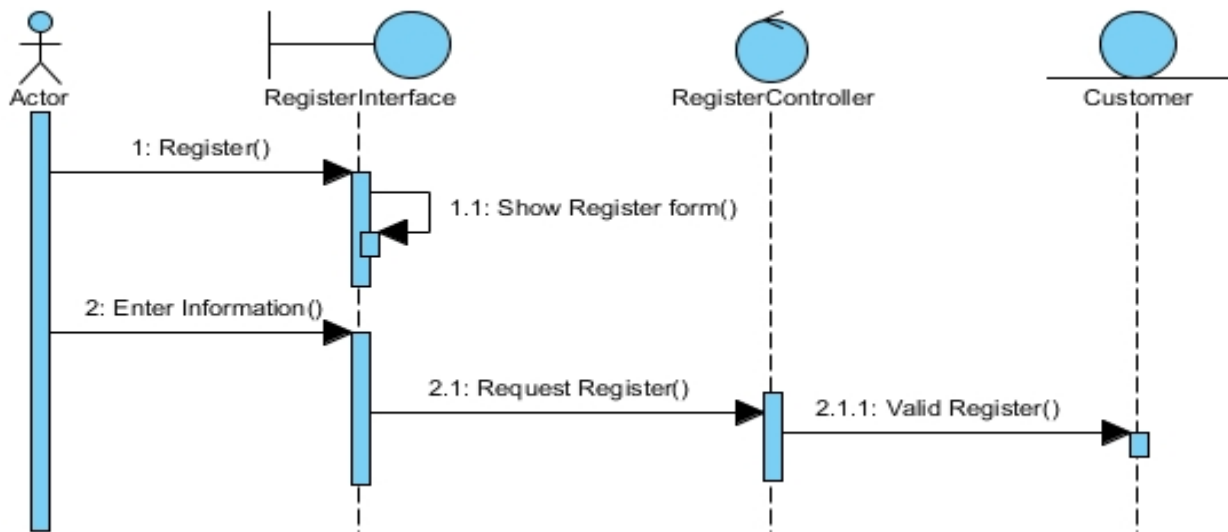 Actor
RegisterInterface
RegisterController
Customer
1: Register()
1.1: Show Register form()
2: Enter Information()
2.1: Request Register()
2.1.1: Valid Register()